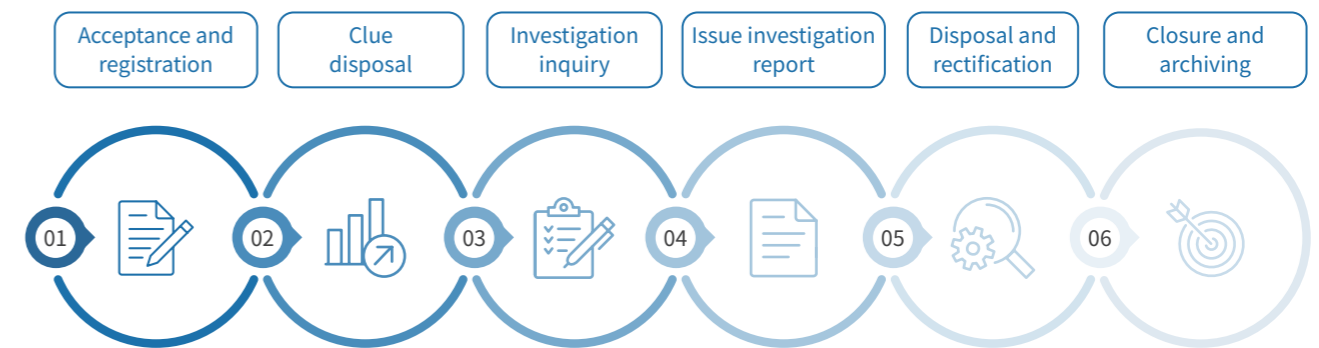 Acceptance and
registration
Clue
disposal
Investigation
inquiry
Issue investigation
report
Disposal and
rectification
Closure and
archiving
01
02
03
04
05
06